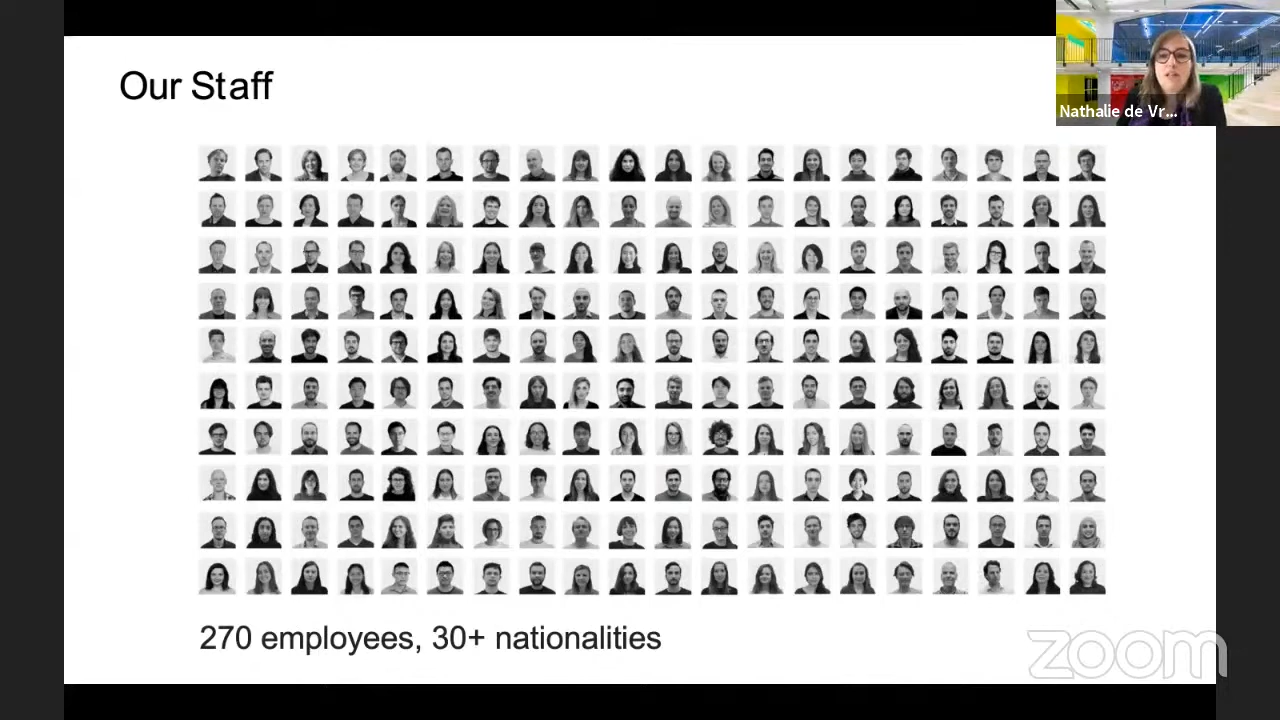 Our Staff
Nathalie de Vr...
270 employees, 30+ nationalities
zoom